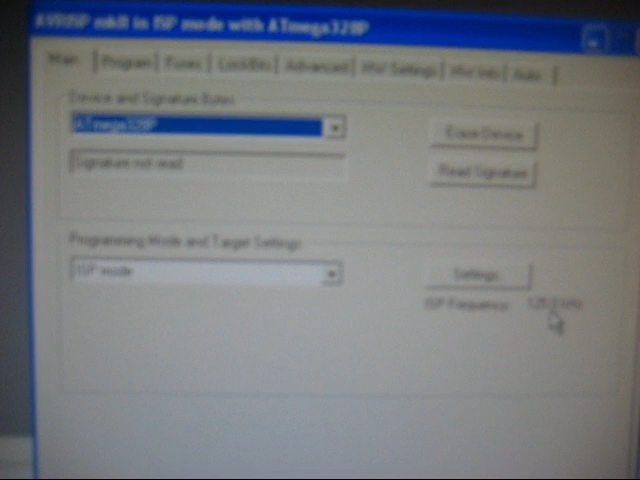 AVRISP mkII in ISP mode with ATmega328P
Main Program Fuses LockBits Advanced HW Settings HW Info Auto
Device and Signature Bytes
ATmega328P
Erase Device
Signature not read
Read Signature
Programming Mode and Target Settings
ISP mode
Settings...
ISP Frequency: